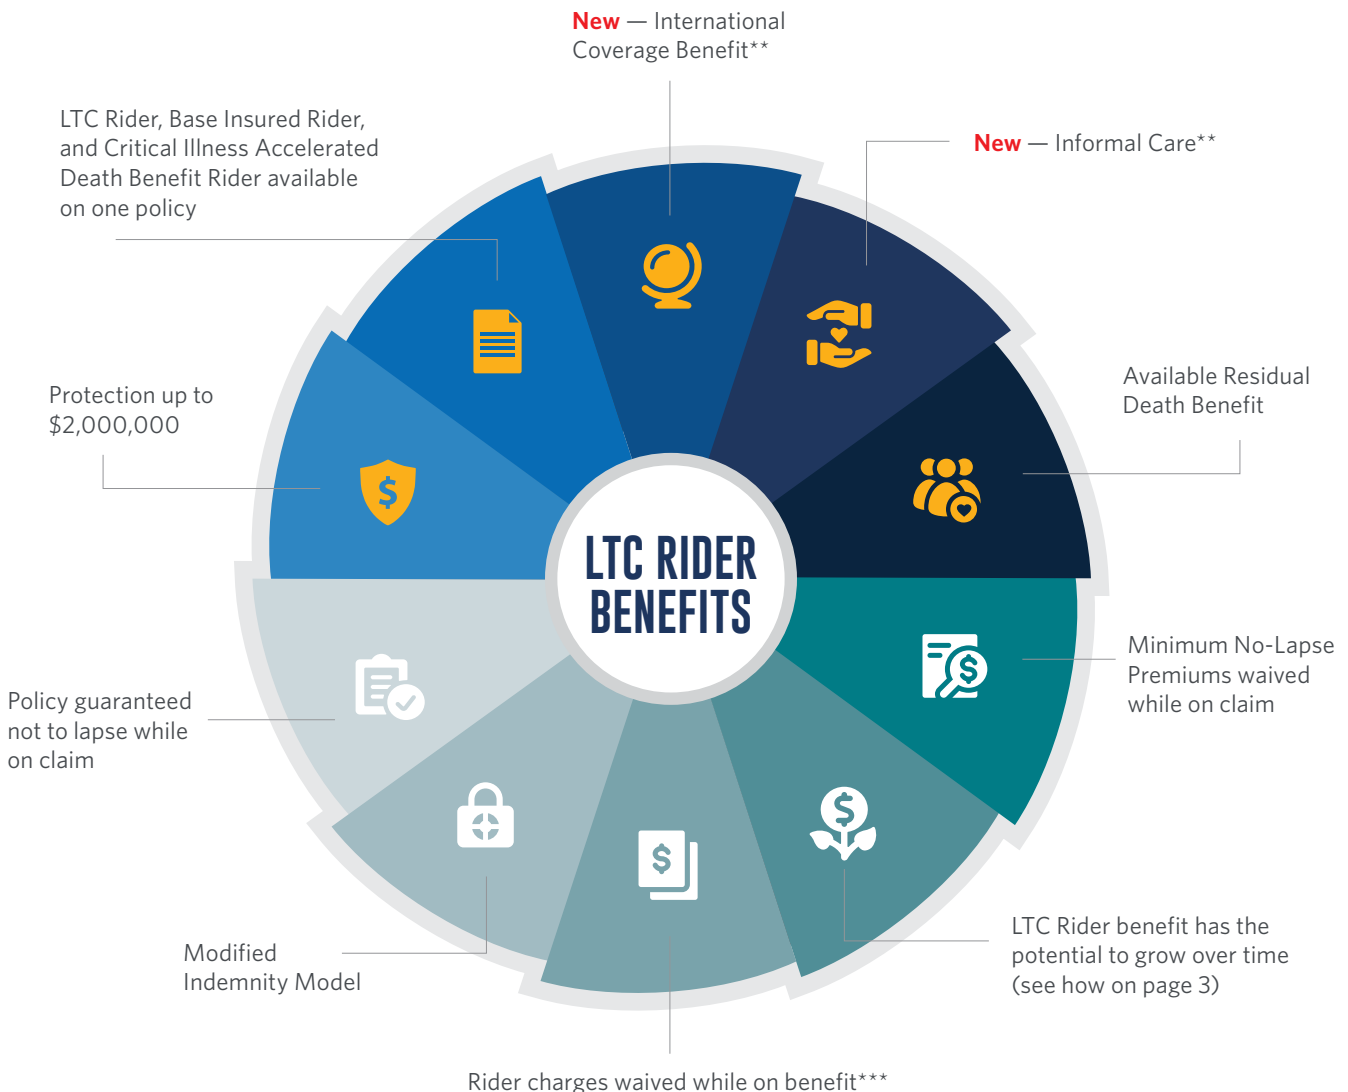 New — International
Coverage Benefit**
LTC Rider, Base Insured Rider,
and Critical Illness Accelerated
Death Benefit Rider available
on one policy
New — Informal Care**
Protection up to
$2,000,000
Available Residual
Death Benefit
$
LTC RIDER
BENEFITS
$
Minimum No-Lapse
Premiums waived
while on claim
Policy guaranteed
not to lapse while
on claim
$
$
LTC Rider benefit has the
potential to grow over time
(see how on page 3)
Modified
Indemnity Model
Rider charges waived while on benefit***